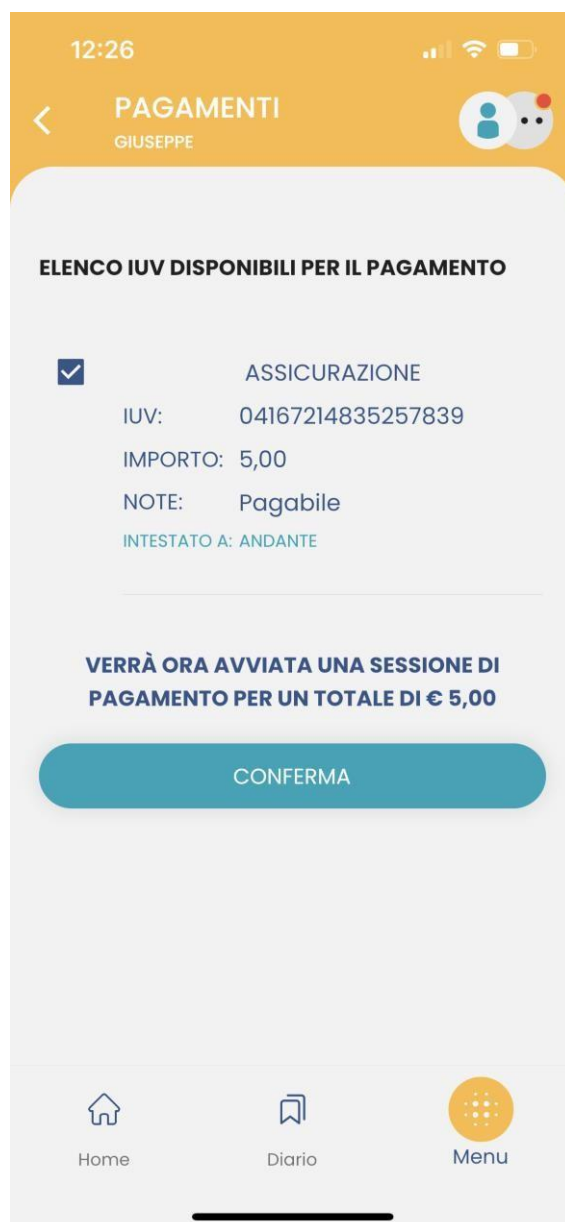 12:26
PAGAMENTI
GIUSEPPE
ELENCO IUV DISPONIBILI PER IL PAGAMENTO
ASSICURAZIONE
IUV: 04167214835257839
IMPORTO: 5,00
NOTE: Pagabile
INTESTATO A: ANDANTE
VERRÀ ORA AVVIATA UNA SESSIONE DI
PAGAMENTO PER UN TOTALE DI € 5,00
CONFERMA
Home Diario Menu